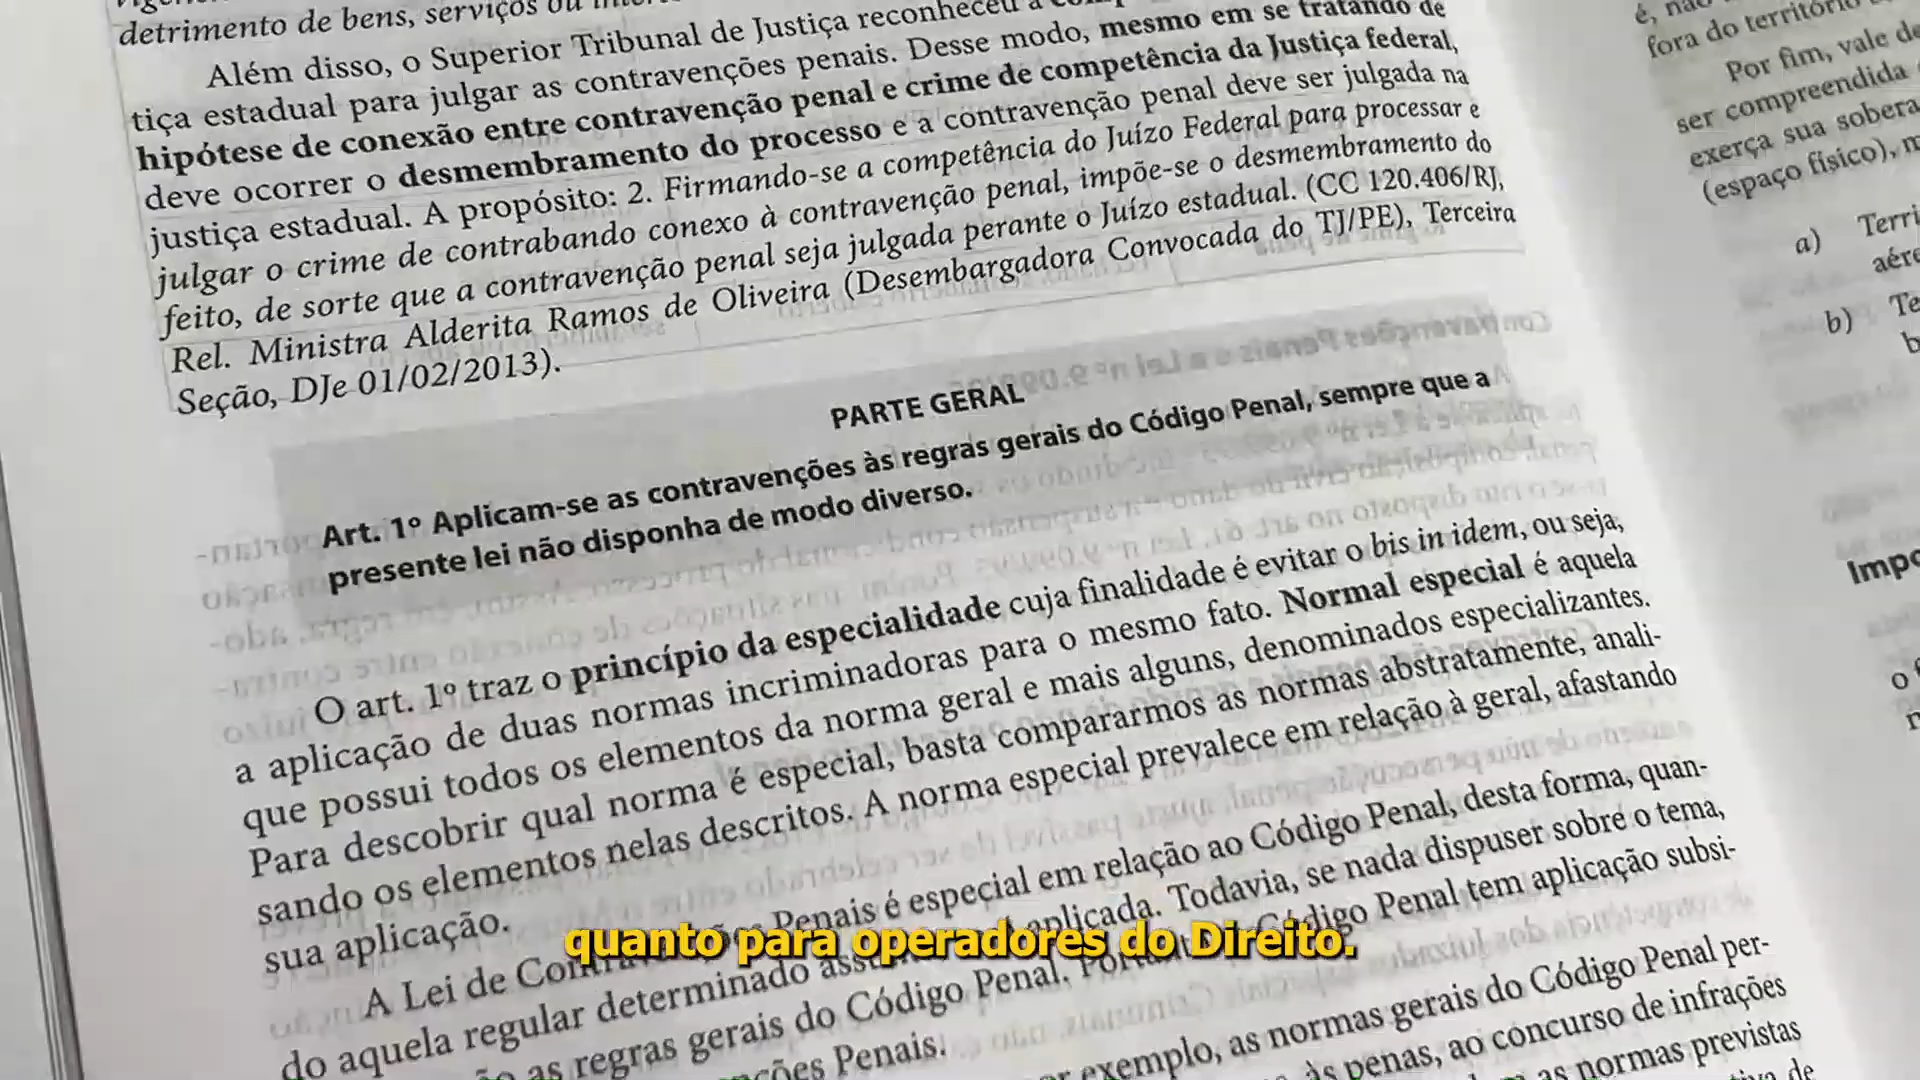 detrimento de bens, serviços ou
Além disso, o Superior Tribunal de Justiça reconheceu a
tiça estadual para julgar as contravenções penais. Desse modo, mesmo em se tratando de
hipótese de conexão entre contravenção penal e crime de competência da Justiça federal,
deve ocorrer o desmembramento do processo e a contravenção penal deve ser julgada na
justiça estadual. A propósito: 2. Firmando-se a competência do Juízo Federal para processar e
julgar o crime de contrabando conexo à contravenção penal, impõe-se o desmembramento do
feito, de sorte que a contravenção penal seja julgada perante o Juízo estadual. (CC 120.406/RJ,
Rel. Ministra Alderita Ramos de Oliveira (Desembargadora Convocada do TJ/PE), Terceira
Seção, DJe 01/02/2013).
PARTE GERAL
Art. 1º Aplicam-se as contravenções às regras gerais do Código Penal, sempre que a
presente lei não disponha de modo diverso.
O art. 1º traz o princípio da especialidade cuja finalidade é evitar o bis in idem, ou seja,
a aplicação de duas normas incriminadoras para o mesmo fato. Normal especial é aquela
que possui todos os elementos da norma geral e mais alguns, denominados especializantes.
Para descobrir qual norma é especial, basta compararmos as normas abstratamente, anali-
sando os elementos nelas descritos. A norma especial prevalece em relação à geral, afastando
sua aplicação.
A Lei de Contravenções Penais é especial em relação ao Código Penal, desta forma, quan-
do aquela regular determinado aplicada. Todavia, se nada dispuser sobre o tema,
as regras gerais do Código Penal. Código Penal tem aplicação subsi-
Penais.
exemplo, as normas gerais do Código Penal per-
às penas, ao concurso de infrações
as normas previstas
de
fora do território
Por fim, vale
ser compreendida
exerça sua
(espaço físico),
a) 
b) Te
o
quanto para operadores do Direito.